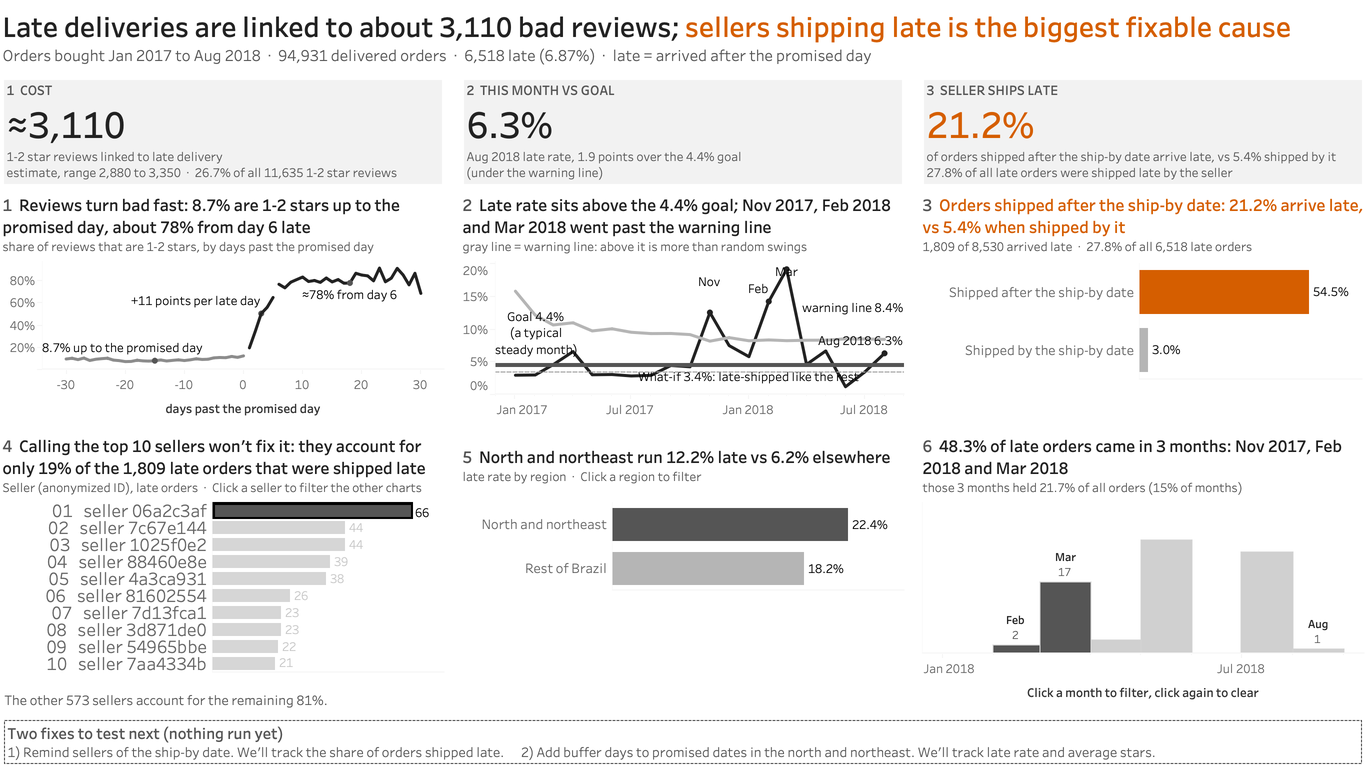 Late deliveries are linked to about 3,110 bad reviews; sellers shipping late is the biggest fixable cause
Orders bought Jan 2017 to Aug 2018 · 94,931 delivered orders · 6,518 late (6.87%) · late = arrived after the promised day
1 COST
≈3,110
1-2 star reviews linked to late delivery
estimate, range 2,880 to 3,350 · 26.7% of all 11,635 1-2 star reviews
2 THIS MONTH VS GOAL
6.3%
Aug 2018 late rate, 1.9 points over the 4.4% goal
(under the warning line)
3 SELLER SHIPS LATE
21.2%
of orders shipped after the ship-by date arrive late, vs 5.4% shipped by it
27.8% of all late orders were shipped late by the seller
1 Reviews turn bad fast: 8.7% are 1-2 stars up to the
promised day, about 78% from day 6 late
share of reviews that are 1-2 stars, by days past the promised day
80%
60%
40%
20%
+11 points per late day
≈78% from day 6
8.7% up to the promised day
-30
-20
-10
0
10
20
30
days past the promised day
2 Late rate sits above the 4.4% goal; Nov 2017, Feb 2018
and Mar 2018 went past the warning line
gray line = warning line: above it is more than random swings
20%
15%
10%
5%
0%
Mar
Nov
Feb
warning line 8.4%
Goal 4.4%
(a typical
steady month)
Aug 2018 6.3%
What-if 3.4%: late-shipped like the rest
Jan 2017
Jul 2017
Jan 2018
Jul 2018
3 Orders shipped after the ship-by date: 21.2% arrive late,
vs 5.4% when shipped by it
1,809 of 8,530 arrived late · 27.8% of all 6,518 late orders
Shipped after the ship-by date 54.5%
Shipped by the ship-by date 3.0%
4 Calling the top 10 sellers won't fix it: they account for
only 19% of the 1,809 late orders that were shipped late
Seller (anonymized ID), late orders · Click a seller to filter the other charts
01 seller 06a2c3af 66
02 seller 7c67e144 44
03 seller 1025f0e2 44
04 seller 88460e8e 39
05 seller 4a3ca931 38
06 seller 81602554 26
07 seller 7d13fca1 23
08 seller 3d871de0 23
09 seller 54965bbe 22
10 seller 7aa4334b 21
The other 573 sellers account for the remaining 81%.
5 North and northeast run 12.2% late vs 6.2% elsewhere
late rate by region · Click a region to filter
North and northeast 22.4%
Rest of Brazil 18.2%
6 48.3% of late orders came in 3 months: Nov 2017, Feb
2018 and Mar 2018
those 3 months held 21.7% of all orders (15% of months)
Mar
17
Feb
2
Aug
1
Jan 2018
Jul 2018
Click a month to filter, click again to clear
Two fixes to test next (nothing run yet)
1) Remind sellers of the ship-by date. We'll track the share of orders shipped late. 2) Add buffer days to promised dates in the north and northeast. We'll track late rate and average stars.